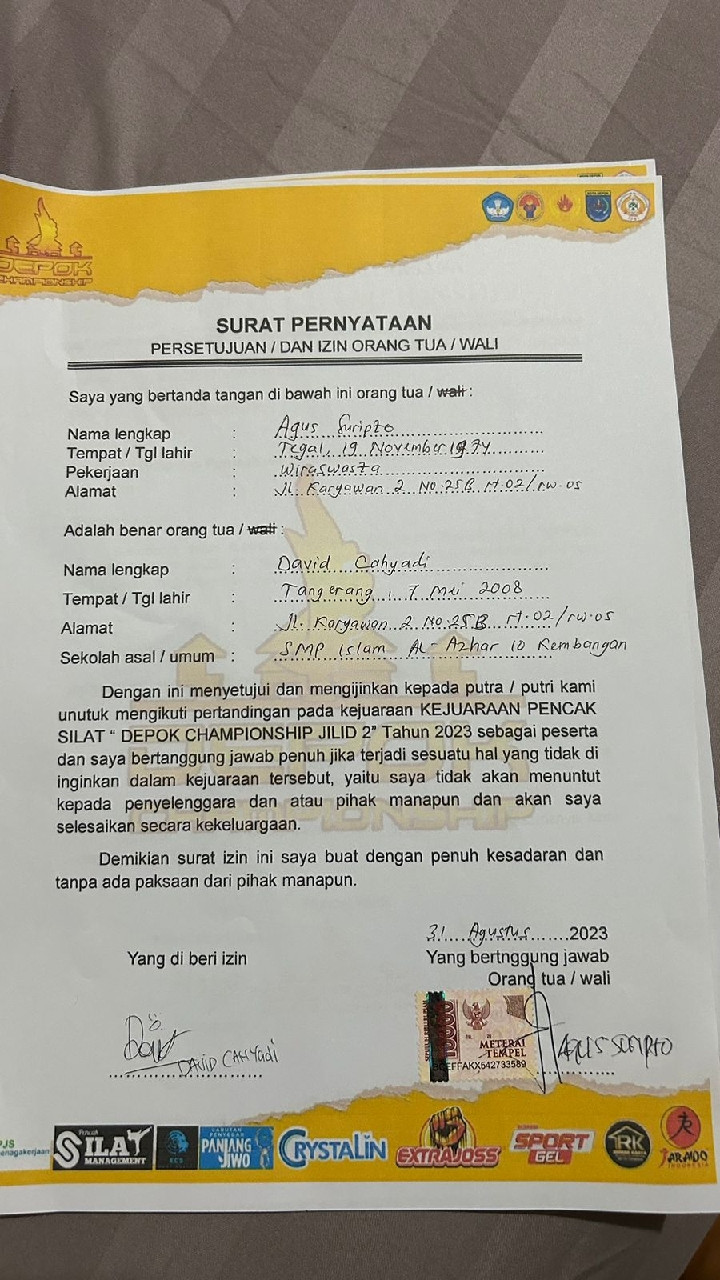 DEPOK
CHAMPIONSHIP
SURAT PERNYATAAN
PERSETUJUAN / DAN IZIN ORANG TUA / WALI
Saya yang bertanda tangan di bawah ini orang tua / wali :
Nama lengkap : Agus Suripto
Tempat / Tgl lahir : Tegal, 19 November 1974
Pekerjaan : Wiraswasta
Alamat : Jl. Karyawan 2 No.25B rt.02/rw.05
Adalah benar orang tua / wali :
Nama lengkap : David Cahyadi
Tempat / Tgl lahir : Tangerang, 7 Mei 2008
Alamat : Jl. Karyawan 2 No.25B rt.02/rw.05
Sekolah asal / umum : SMP islam Al-Azhar 10 Kembangan
Dengan ini menyetujui dan mengijinkan kepada putra / putri kami
unutuk mengikuti pertandingan pada kejuaraan KEJUARAAN PENCAK
SILAT " DEPOK CHAMPIONSHIP JILID 2" Tahun 2023 sebagai peserta
dan saya bertanggung jawab penuh jika terjadi sesuatu hal yang tidak di
inginkan dalam kejuaraan tersebut, yaitu saya tidak akan menuntut
kepada penyelenggara dan atau pihak manapun dan akan saya
selesaikan secara kekeluargaan.
Demikian surat izin ini saya buat dengan penuh kesadaran dan
tanpa ada paksaan dari pihak manapun.
31 Agustus 2023
Yang di beri izin
Yang bertnggung jawab
Orang tua / wali
10000
METERAI
TEMPEL
DAVID CAHYADI
AGUS SURIPTO
SILAT
MANAGEMENT
PANJANG
JIWO
CRYSTALIN
EXTRAJOSS
SPORT
GEL
RK